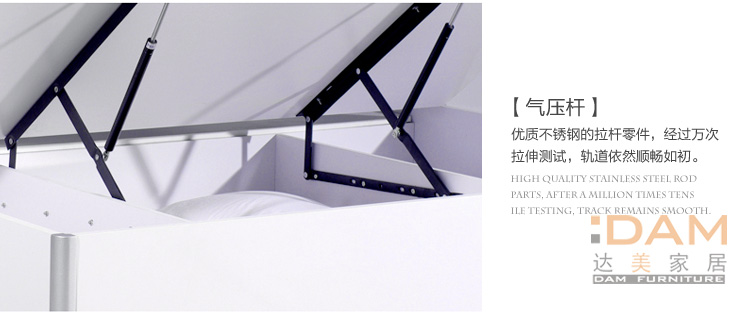 【 气压杆 】
优质不锈钢的拉杆零件，经过万次
拉伸测试，轨道依然顺畅如初。
HIGH QUALITY STAINLESS STEEL ROD
PARTS, AFTER A MILLION TIMES TENS
ILE TESTING, TRACK REMAINS SMOOTH.
DAM
达美家居
DAM FURNITURE